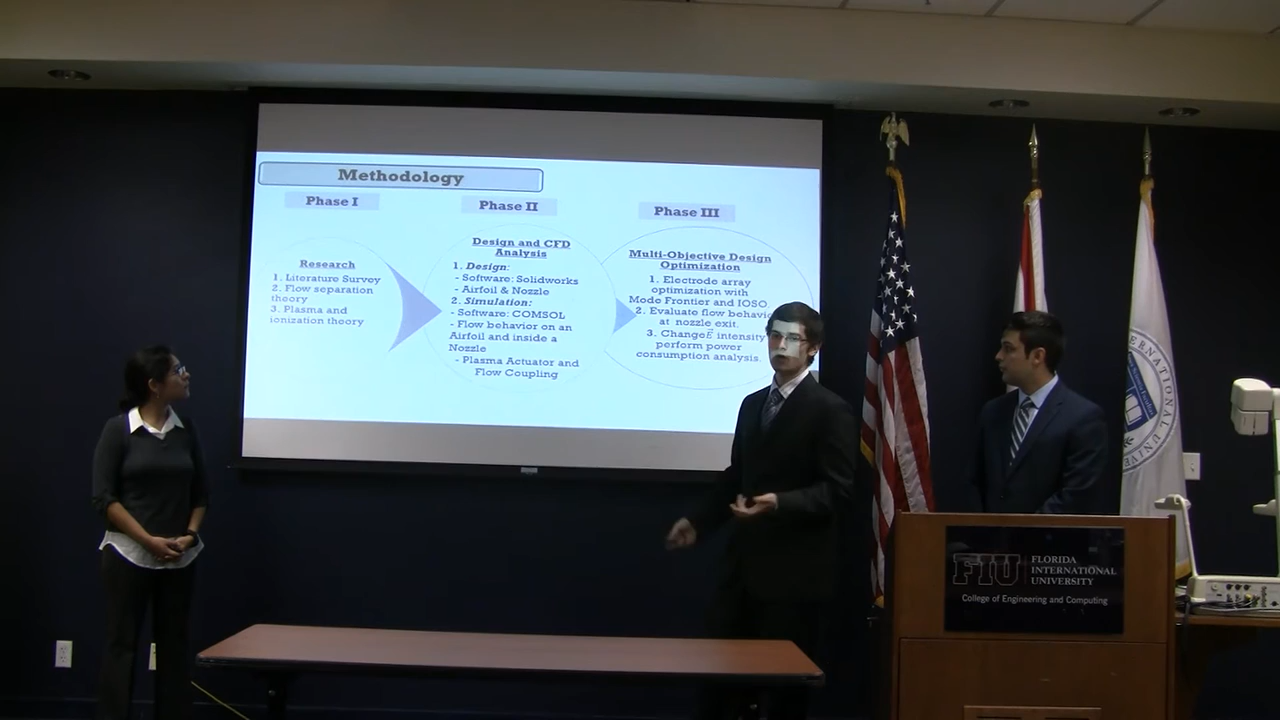 Methodology
Phase I
Research
1. Literature Survey
2. Flow separation
theory
3. Plasma and
ionization theory
Phase II
Design and CFD
Analysis
1. Design:
- Software: Solidworks
- Airfoil & Nozzle
2. Simulation:
- Software: COMSOL
- Flow behavior on an
Airfoil and inside a
Nozzle
- Plasma Actuator and
Flow Coupling
Phase III
Multi-Objective Design
Optimization
1. Electrode array
optimization with
Mode Frontier and IOSO.
2. Evaluate flow behavio
at nozzle exit.
3. Change E intensity
perform power
consumption analysis.
FIU
FLORIDA
INTERNATIONAL
UNIVERSITY
College of Engineering and Computing
ERNATIONAL UNIVER